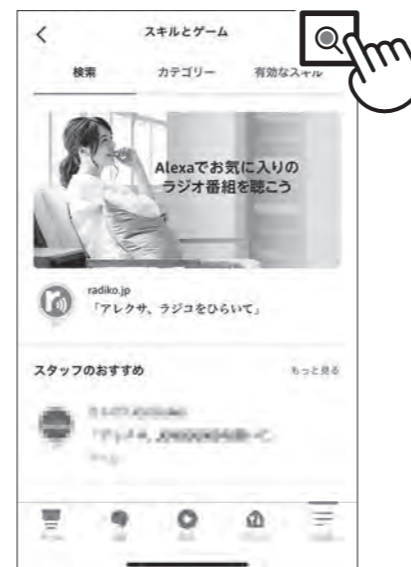 スキルとゲーム
検索 カテゴリー 有効なスキル
Alexaでお気に入りの
ラジオ番組を聴こう
radiko.jp
「アレクサ、ラジコをひらいて」
スタッフのおすすめ もっと見る